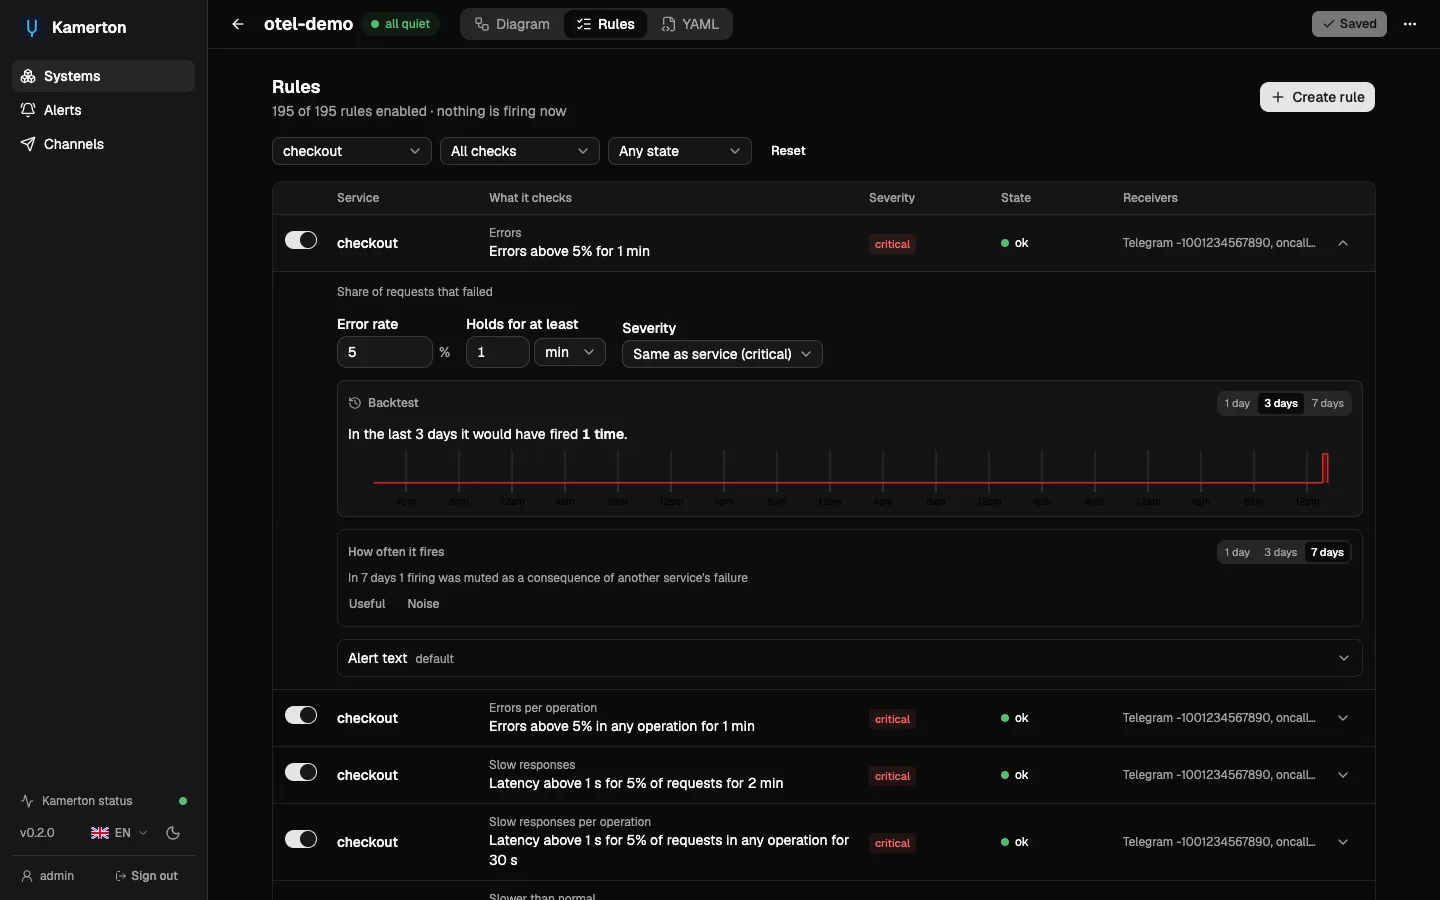 Kamerton
otel-demo
all quiet
Diagram
Rules
YAML
Saved
Systems
Alerts
Channels
Rules
195 of 195 rules enabled · nothing is firing now
Create rule
checkout
All checks
Any state
Reset
Service
What it checks
Severity
State
Receivers
checkout
Errors
Errors above 5% for 1 min
critical
ok
Telegram -1001234567890, oncall…
Share of requests that failed
Error rate
Holds for at least
Severity
5
%
1
min
Same as service (critical)
Backtest
1 day
3 days
7 days
In the last 3 days it would have fired 1 time.
4pm 8pm 12am 4am 8am 12pm 4pm 8pm 12am 4am 8am 12pm 4pm 8pm 12am 4am 8am 12pm
How often it fires
1 day
3 days
7 days
In 7 days 1 firing was muted as a consequence of another service's failure
Useful
Noise
Alert text default
checkout
Errors per operation
Errors above 5% in any operation for 1 min
critical
ok
Telegram -1001234567890, oncall…
checkout
Slow responses
Latency above 1 s for 5% of requests for 2 min
critical
ok
Telegram -1001234567890, oncall…
checkout
Slow responses per operation
Latency above 1 s for 5% of requests in any operation for
30 s
critical
ok
Telegram -1001234567890, oncall…
Slower than normal
Kamerton status
v0.2.0
EN
admin
Sign out